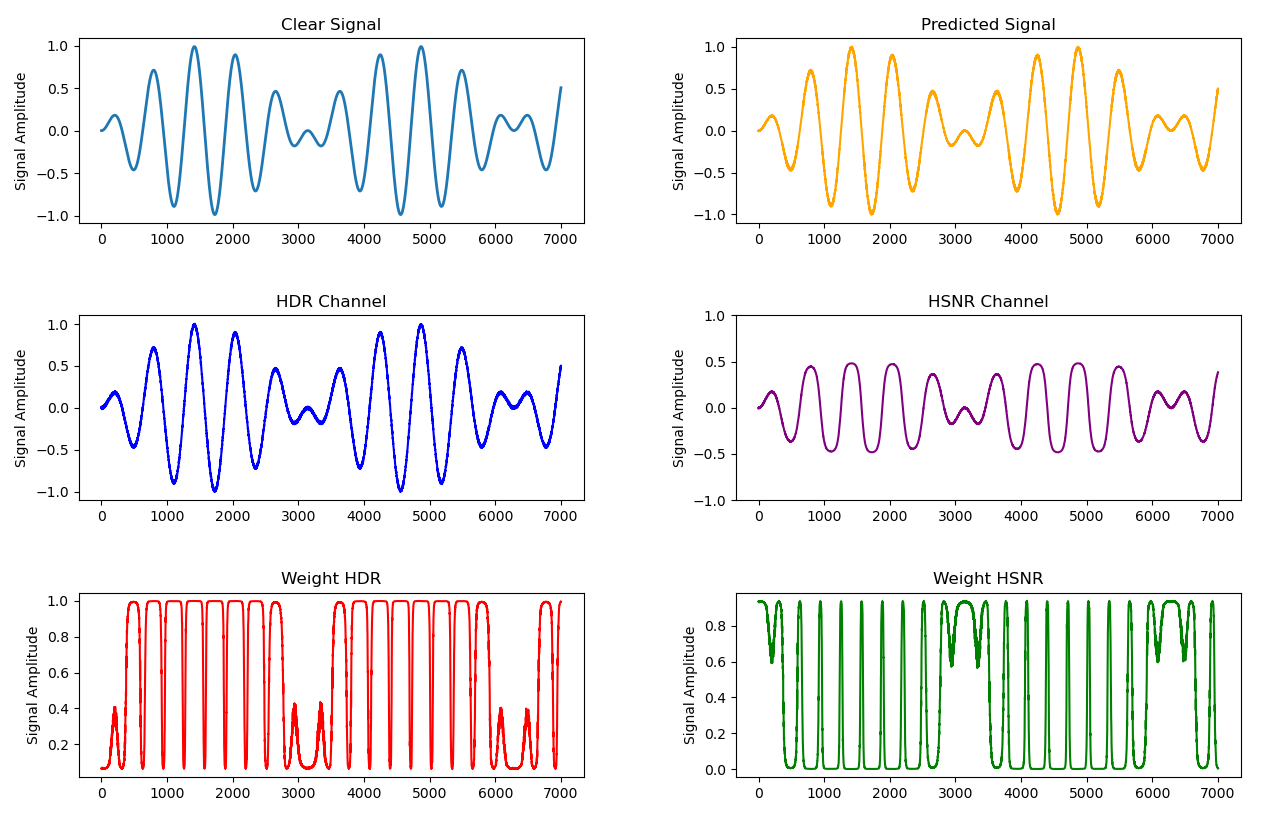 Clear Signal
Signal Amplitude
1.0
0.5
0.0
−0.5
−1.0
0 1000 2000 3000 4000 5000 6000 7000
Predicted Signal
Signal Amplitude
1.0
0.5
0.0
−0.5
−1.0
0 1000 2000 3000 4000 5000 6000 7000
HDR Channel
Signal Amplitude
1.0
0.5
0.0
−0.5
−1.0
0 1000 2000 3000 4000 5000 6000 7000
HSNR Channel
Signal Amplitude
1.0
0.5
0.0
−0.5
−1.0
0 1000 2000 3000 4000 5000 6000 7000
Weight HDR
Signal Amplitude
1.0
0.8
0.6
0.4
0.2
0 1000 2000 3000 4000 5000 6000 7000
Weight HSNR
Signal Amplitude
0.8
0.6
0.4
0.2
0.0
0 1000 2000 3000 4000 5000 6000 7000